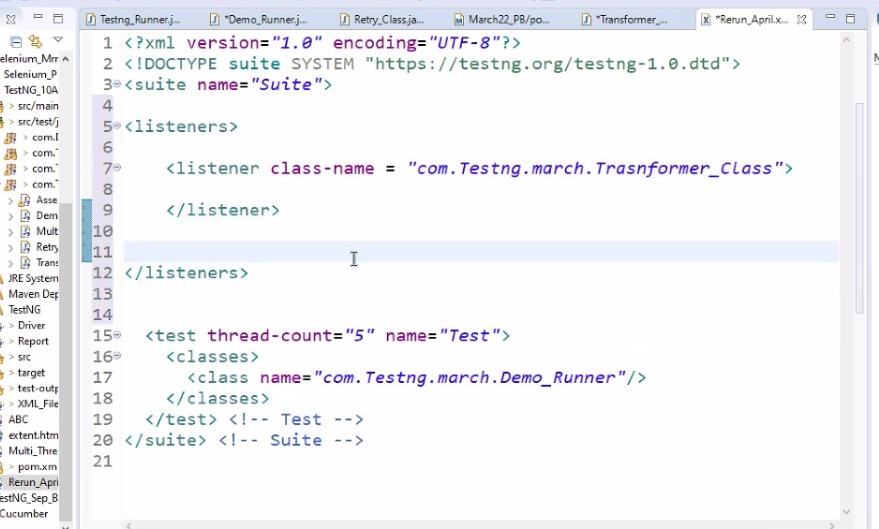 Testng_Runner.j...
*Demo_Runner.j...
Retry_Class.ja...
March22_PB/po...
*Transformer_...
*Rerun_April.x...
elenium_Mrr
Selenium_P
TestNG_10A
> src/main
> src/test/j
> com.D
> com.
> com.
> com.
Asse
Dem
Mult
Retry
Trans
JRE System
Maven Dep
TestNG
> Driver
> Report
> src
> target
> test-outp
> XML_File
ABC
extent.htm
Multi_Thre
> pom.xm
Rerun_Apri
estNG_Sep_B
Cucumber
1 <?xml version="1.0" encoding="UTF-8"?>
2 <!DOCTYPE suite SYSTEM "https://testng.org/testng-1.0.dtd">
3 <suite name="Suite">
4
5 <listeners>
6
7 <listener class-name = "com.Testng.march.Trasnformer_Class">
8
9 </listener>
10
11
12 </listeners>
13
14
15 <test thread-count="5" name="Test">
16 <classes>
17 <class name="com.Testng.march.Demo_Runner"/>
18 </classes>
19 </test> <!-- Test -->
20 </suite> <!-- Suite -->
21